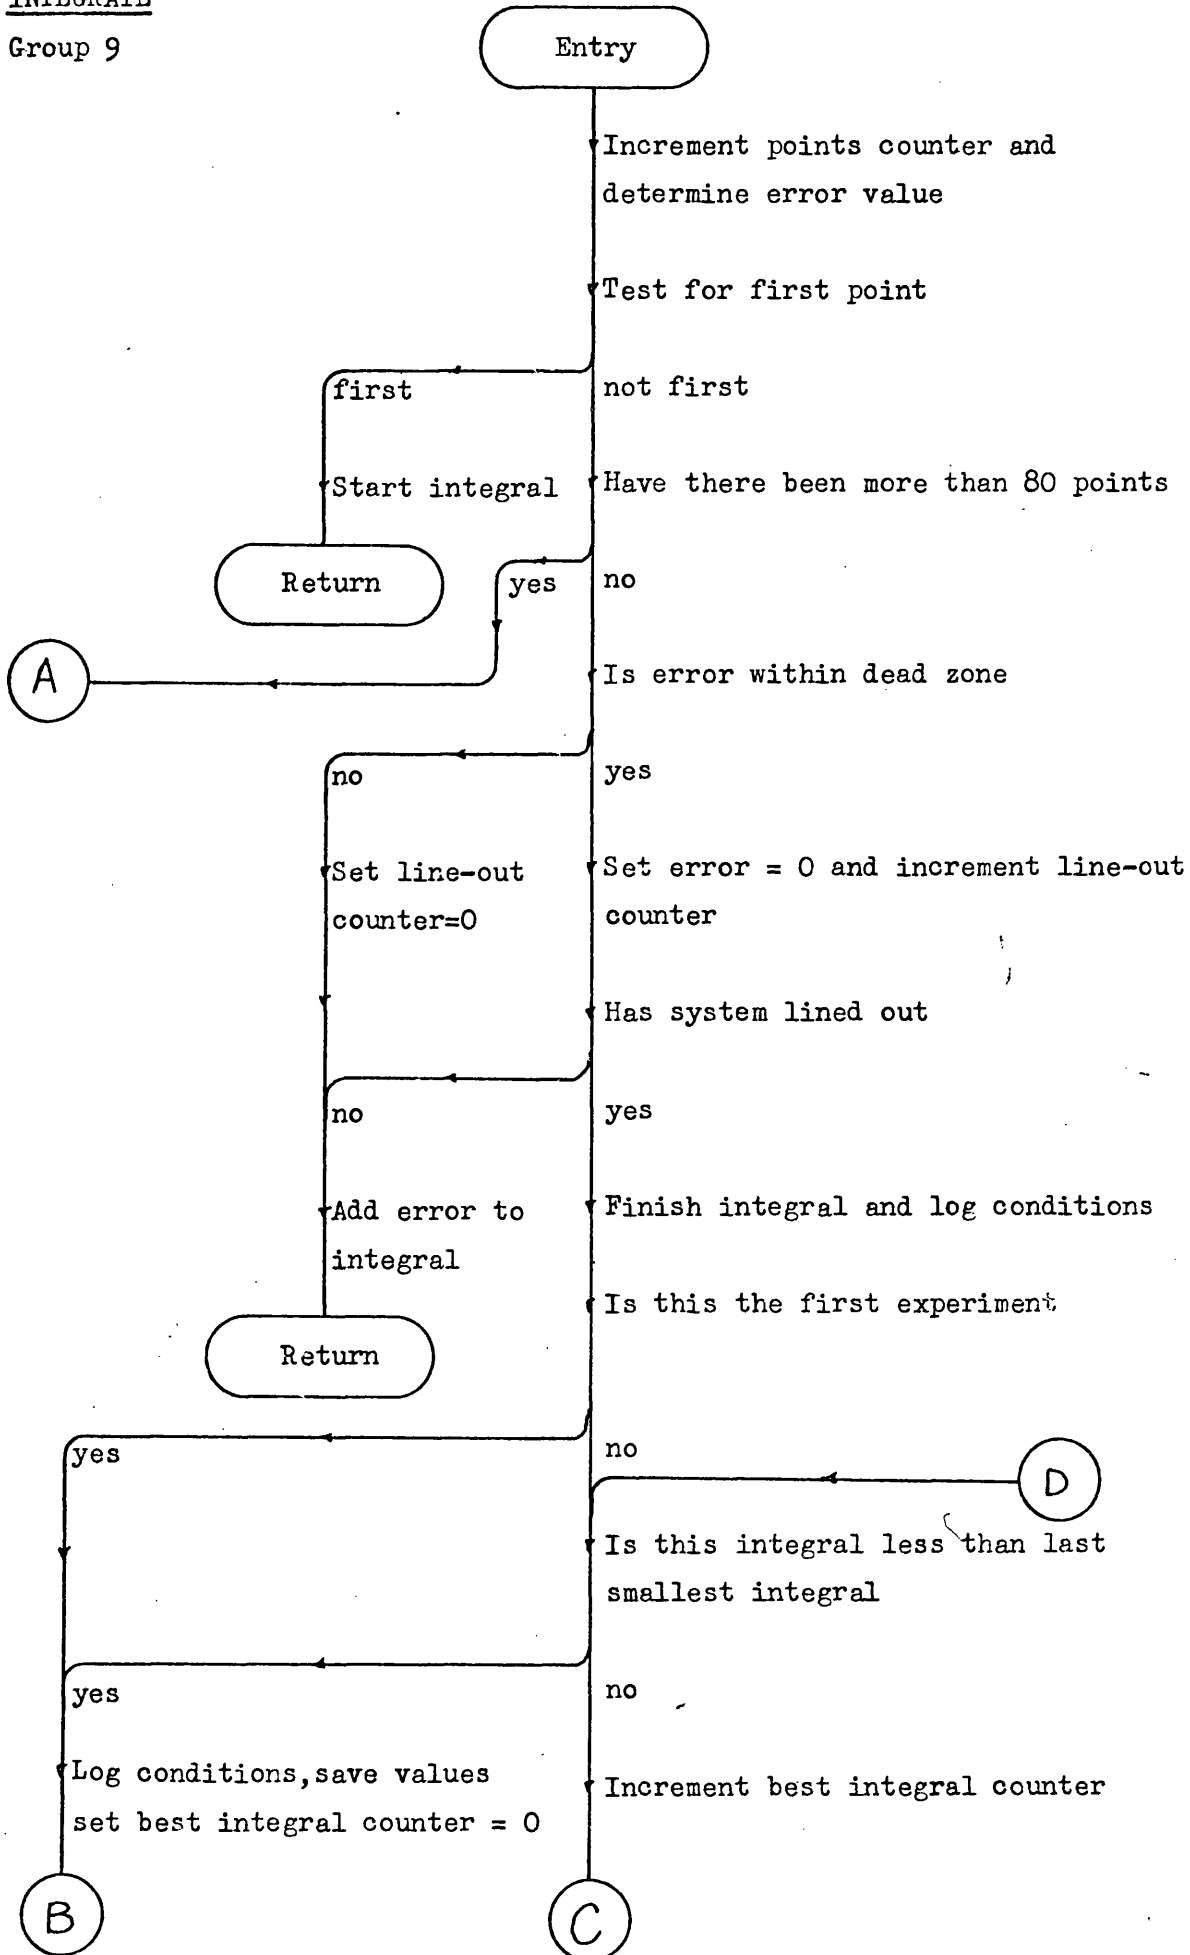 INTEGRATE
Group 9
Entry
Increment points counter and
determine error value
Test for first point
first
not first
Start integral
Have there been more than 80 points
Return
yes
no
A
Is error within dead zone
no
yes
Set line-out
counter=0
Set error = 0 and increment line-out
counter
Has system lined out
no
yes
Add error to
integral
Finish integral and log conditions
Is this the first experiment
Return
yes
no
D
Is this integral less than last
smallest integral
yes
no
Log conditions,save values
set best integral counter = 0
Increment best integral counter
B
C